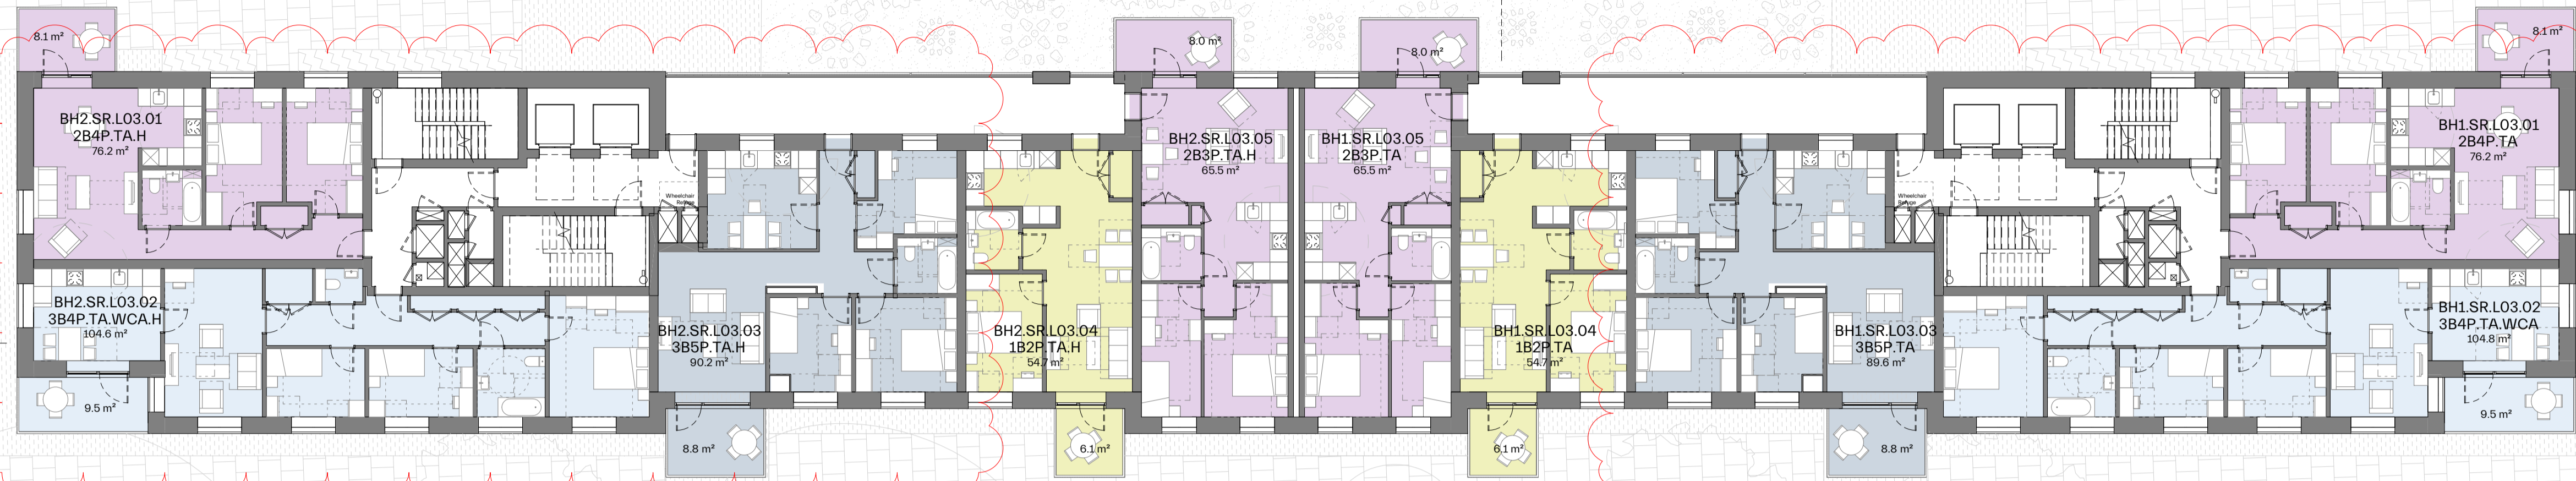 8.1 m²
8.0 m²
8.0 m²
8.1 m²
BH2.SR.L03.01
2B4P.TA.H
76.2 m²
BH2.SR.L03.05
2B3P.TA.H
65.5 m²
BH1.SR.L03.05
2B3P.TA
65.5 m²
BH1.SR.L03.01
2B4P.TA
76.2 m²
Wheelchair
Refuge
Wheelchair
Refuge
BH2.SR.L03.02
3B4P.TA.WCA.H
104.6 m²
BH2.SR.L03.03
3B5P.TA.H
90.2 m²
BH2.SR.L03.04
1B2P.TA.H
54.7 m²
BH1.SR.L03.04
1B2P.TA
54.7 m²
BH1.SR.L03.03
3B5P.TA
89.6 m²
BH1.SR.L03.02
3B4P.TA.WCA
104.8 m²
9.5 m²
8.8 m²
6.1 m²
6.1 m²
8.8 m²
9.5 m²